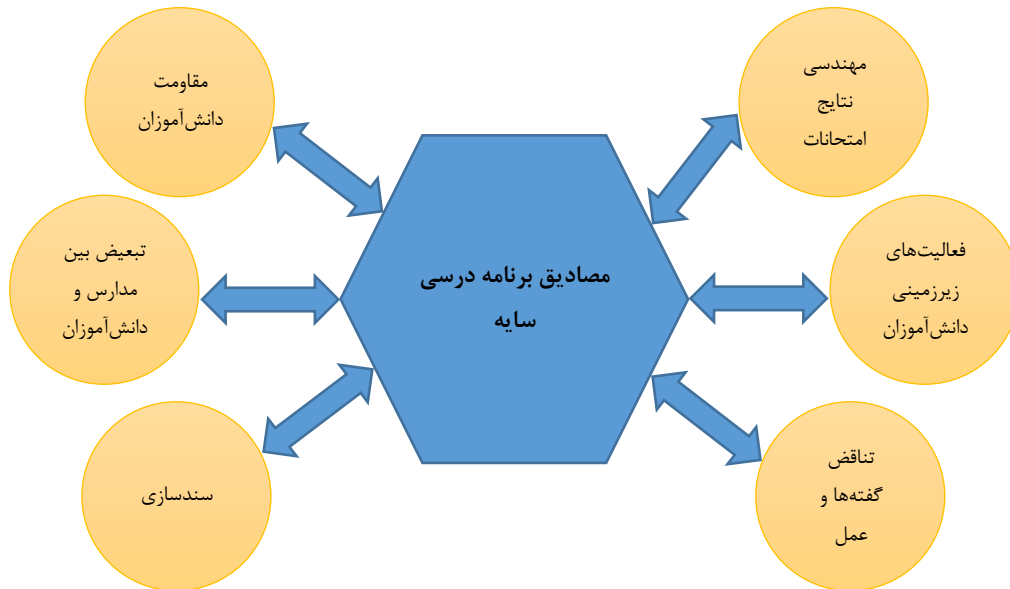 مهندسی
نتایج
امتحانات
مقاومت
دانش‌آموزان
فعالیت‌های
زیرزمینی
دانش‌آموزان
مصادیق برنامه درسی
سایه
تبعیض بین
مدارس و
دانش‌آموزان
تناقض
گفته‌ها و
عمل
سندسازی